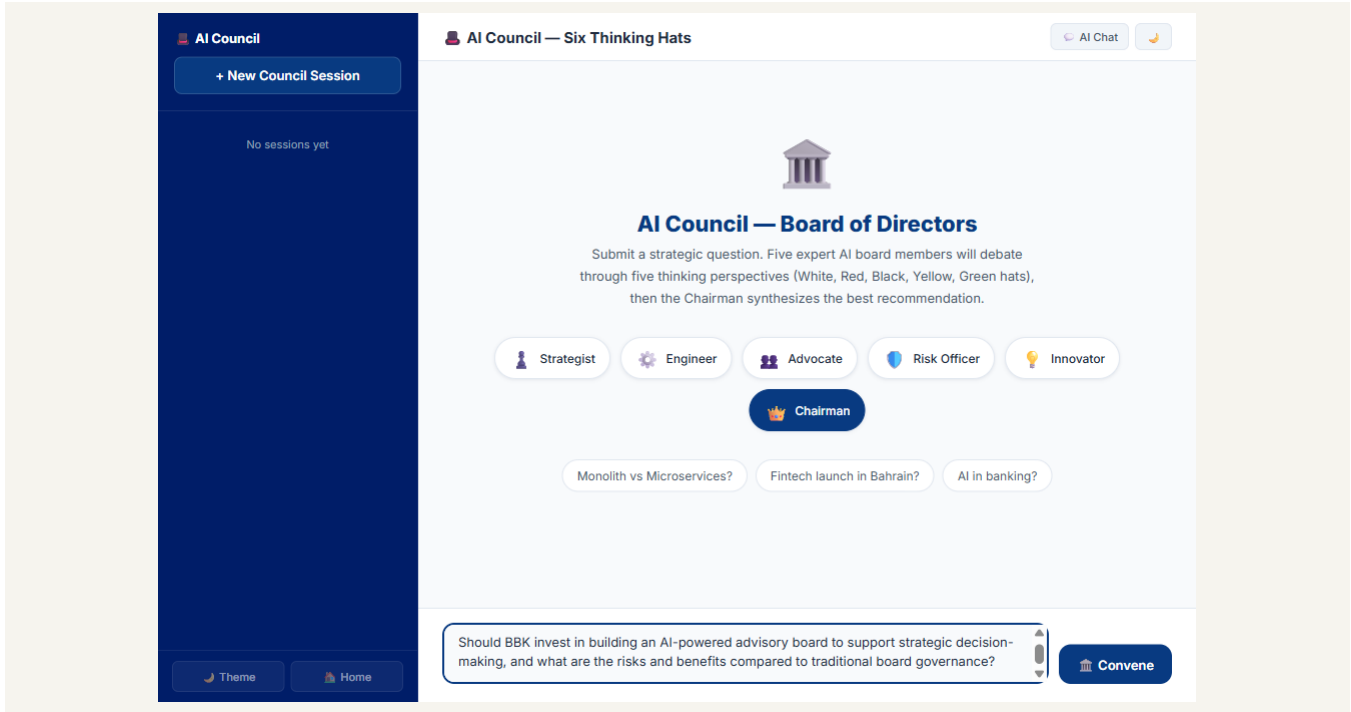 AI Council
+ New Council Session
No sessions yet
Theme
Home
AI Council — Six Thinking Hats
AI Chat
AI Council — Board of Directors
Submit a strategic question. Five expert AI board members will debate
through five thinking perspectives (White, Red, Black, Yellow, Green hats),
then the Chairman synthesizes the best recommendation.
Strategist
Engineer
Advocate
Risk Officer
Innovator
Chairman
Monolith vs Microservices?
Fintech launch in Bahrain?
AI in banking?
Should BBK invest in building an AI-powered advisory board to support strategic decision-
making, and what are the risks and benefits compared to traditional board governance?
Convene